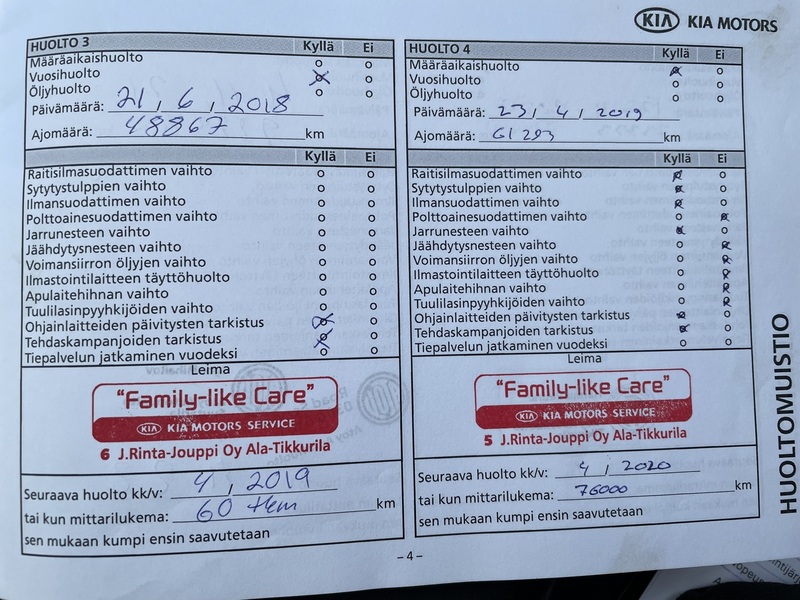 KIA KIA MOTORS
HUOLTO 3 Kyllä Ei
Määräaikaishuolto
Vuosihuolto
Öljyhuolto
Päivämäärä: 21, 6, 2018
Ajomäärä: 48867 km
Kyllä Ei
Raitisilmasuodattimen vaihto
Sytytystulppien vaihto
Ilmansuodattimen vaihto
Polttoainesuodattimen vaihto
Jarrunesteen vaihto
Jäähdytysnesteen vaihto
Voimansiirron öljyjen vaihto
Ilmastointilaitteen täyttöhuolto
Apulaitehihnan vaihto
Tuulilasinpyyhkijöiden vaihto
Ohjainlaitteiden päivitysten tarkistus
Tehdaskampanjoiden tarkistus
Tiepalvelun jatkaminen vuodeksi
Leima
"Family-like Care"
KIA KIA MOTORS SERVICE
6 J.Rinta-Jouppi Oy Ala-Tikkurila
Seuraava huolto kk/v: 4, 2019
tai kun mittarilukema: 60 tkm km
sen mukaan kumpi ensin saavutetaan
HUOLTO 4 Kyllä Ei
Määräaikaishuolto
Vuosihuolto
Öljyhuolto
Päivämäärä: 23, 4, 2019
Ajomäärä: 61293 km
Kyllä Ei
Raitisilmasuodattimen vaihto
Sytytystulppien vaihto
Ilmansuodattimen vaihto
Polttoainesuodattimen vaihto
Jarrunesteen vaihto
Jäähdytysnesteen vaihto
Voimansiirron öljyjen vaihto
Ilmastointilaitteen täyttöhuolto
Apulaitehihnan vaihto
Tuulilasinpyyhkijöiden vaihto
Ohjainlaitteiden päivitysten tarkistus
Tehdaskampanjoiden tarkistus
Tiepalvelun jatkaminen vuodeksi
Leima
"Family-like Care"
KIA KIA MOTORS SERVICE
5 J.Rinta-Jouppi Oy Ala-Tikkurila
Seuraava huolto kk/v: 4, 2020
tai kun mittarilukema: 76000 km
sen mukaan kumpi ensin saavutetaan
HUOLTOMUISTIO
– 4 –